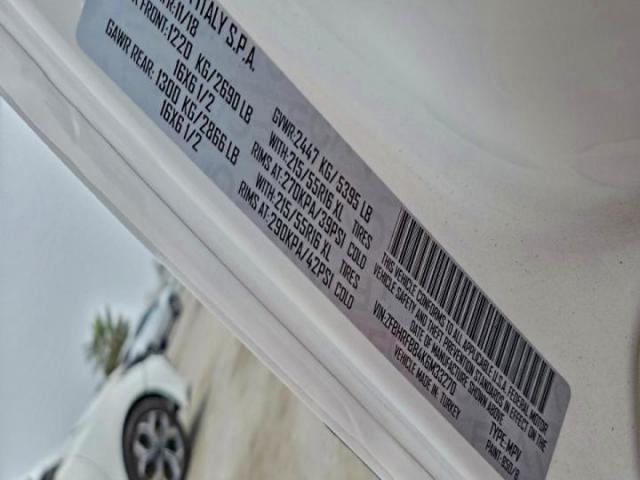 ITALY S.P.A.
11/18
GVWR: 2447 KG/5395 LB
FRONT: 1220 KG/2690 LB WITH: 215/55R16 XL TIRES
16X6 1/2 RIMS AT: 270KPA/39PSI COLD
GAWR REAR: 1300 KG/2866 LB WITH: 215/55R16 XL TIRES
16X6 1/2 RIMS AT: 290KPA/42PSI COLD
THIS VEHICLE CONFORMS TO ALL APPLICABLE U.S.A. FEDERAL MOTOR
VEHICLE SAFETY AND THEFT PREVENTION STANDARDS IN EFFECT ON THE
DATE OF MANUFACTURE SHOWN ABOVE
TYPE: MPV
VEHICLE MADE IN: TURKEY